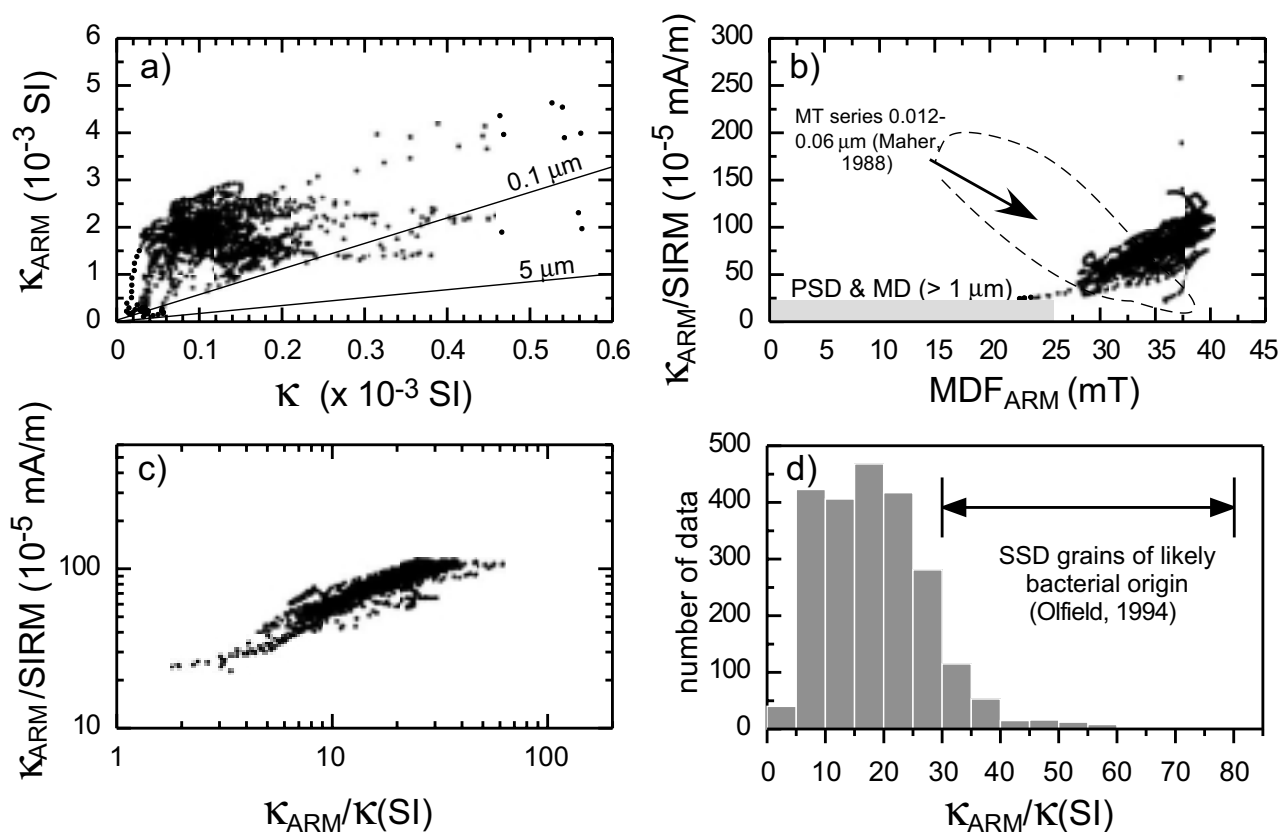 a)
κARM (10-3 SI)
6
5
4
3
2
1
0
0.1 µm
5 µm
0 0.1 0.2 0.3 0.4 0.5 0.6
κ (x 10-3 SI)
b)
κARM/SIRM (10-5 mA/m)
300
250
200
150
100
50
0
MT series 0.012-
0.06 µm (Maher,
1988)
PSD & MD (> 1 µm)
0 5 10 15 20 25 30 35 40 45
MDFARM (mT)
c)
κARM/SIRM (10-5 mA/m)
100
10
1 10 100
κARM/κ(SI)
d)
number of data
500
400
300
200
100
0
SSD grains of likely
bacterial origin
(Olfield, 1994)
0 10 20 30 40 50 60 70 80
κARM/κ(SI)